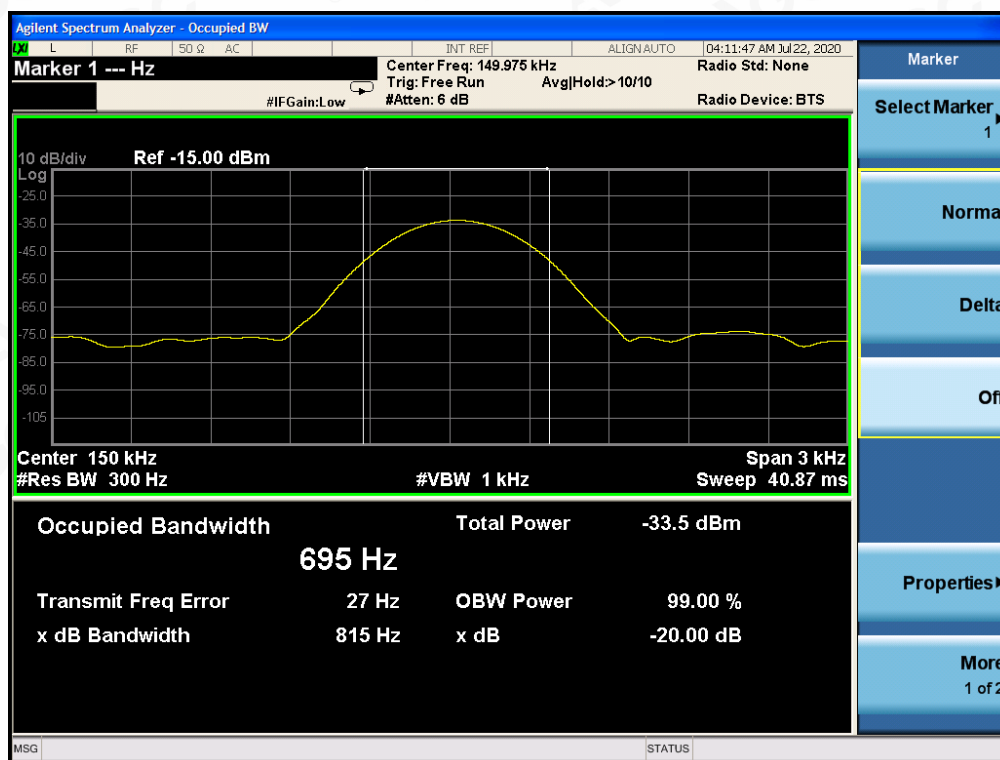 Agilent Spectrum Analyzer - Occupied BW
LXI L RF 50 Ω AC INT REF ALIGN AUTO 04:11:47 AM Jul 22, 2020
Marker 1 --- Hz
Center Freq: 149.975 kHz Radio Std: None
Trig: Free Run Avg|Hold:> 10/10
#IFGain:Low #Atten: 6 dB Radio Device: BTS
10 dB/div Ref -15.00 dBm
Log
-25.0
-35.0
-45.0
-55.0
-65.0
-75.0
-85.0
-95.0
-105
Center 150 kHz Span 3 kHz
#Res BW 300 Hz #VBW 1 kHz Sweep 40.87 ms
Occupied Bandwidth Total Power -33.5 dBm
695 Hz
Transmit Freq Error 27 Hz OBW Power 99.00 %
x dB Bandwidth 815 Hz x dB -20.00 dB
MSG STATUS
Marker
Select Marker
1
Norma
Delta
Off
Properties
More
1 of 2